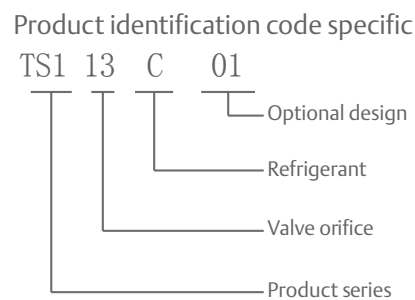 Product identification code specific
TS1 13 C 01
Optional design
Refrigerant
Valve orifice
Product series